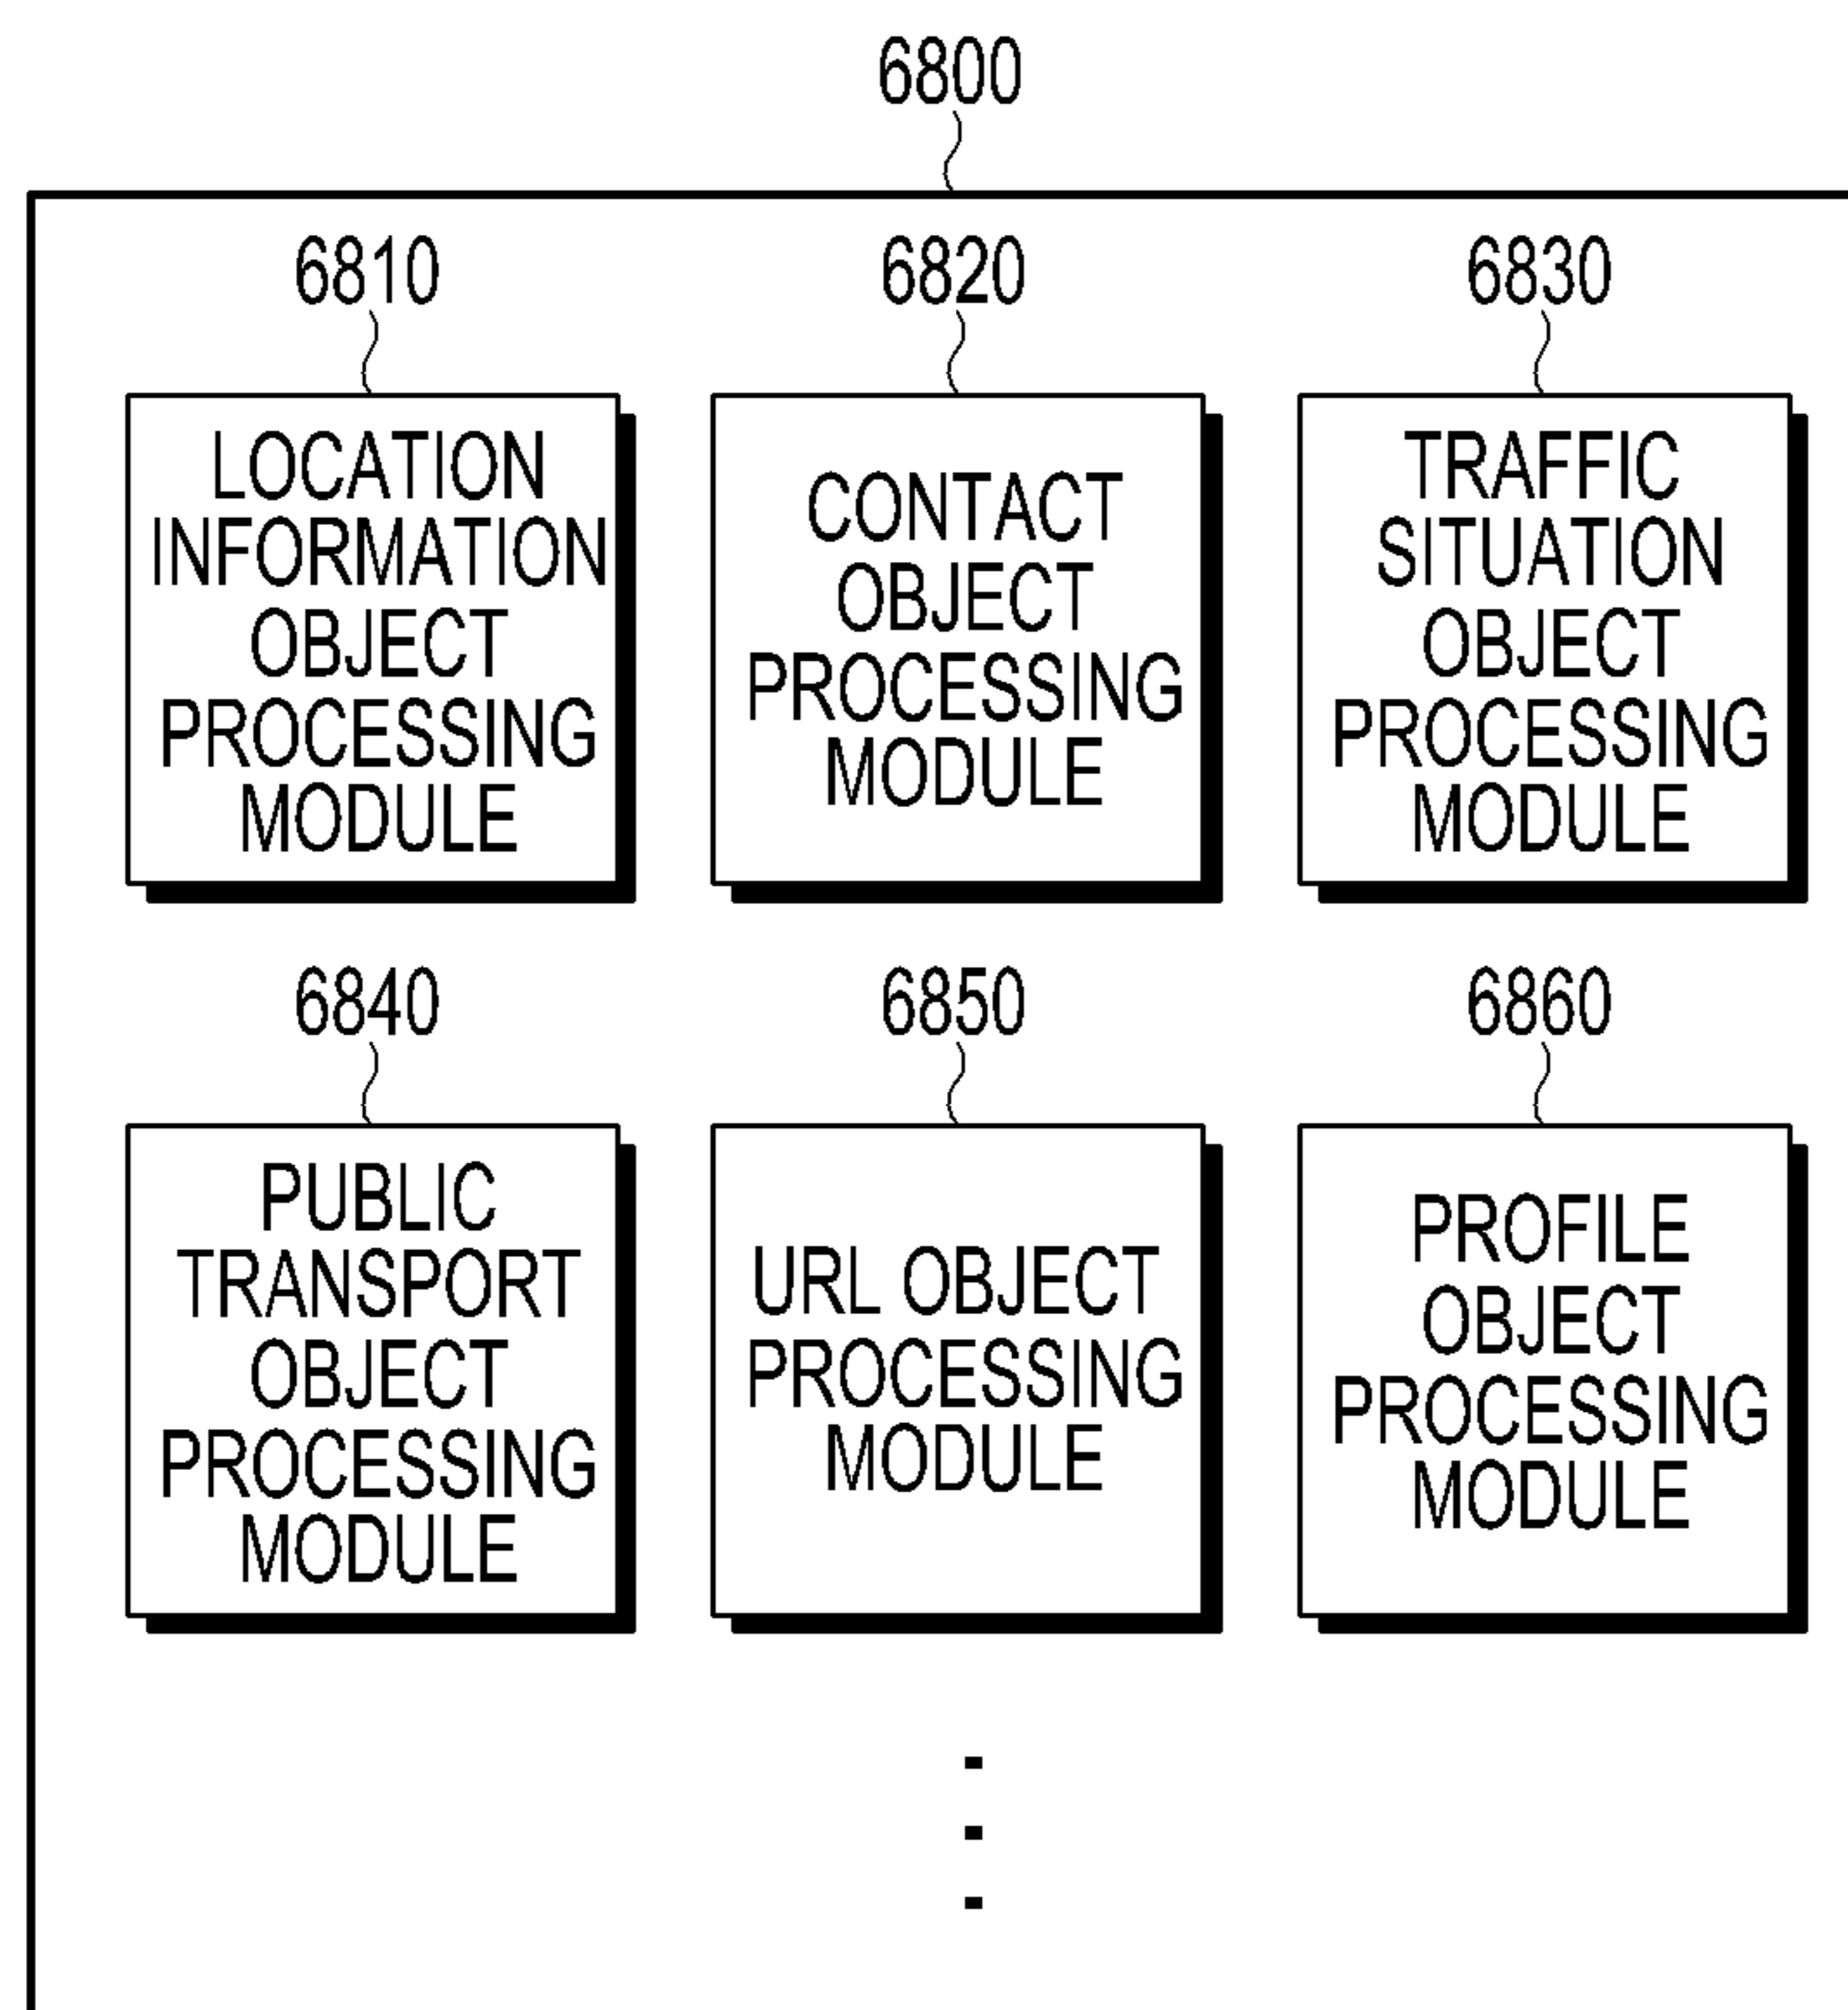 6800
6810
6820
6830
LOCATION
INFORMATION
OBJECT
PROCESSING
MODULE
CONTACT
OBJECT
PROCESSING
MODULE
TRAFFIC
SITUATION
OBJECT
PROCESSING
MODULE
6840
6850
6860
PUBLIC
TRANSPORT
OBJECT
PROCESSING
MODULE
URL OBJECT
PROCESSING
MODULE
PROFILE
OBJECT
PROCESSING
MODULE